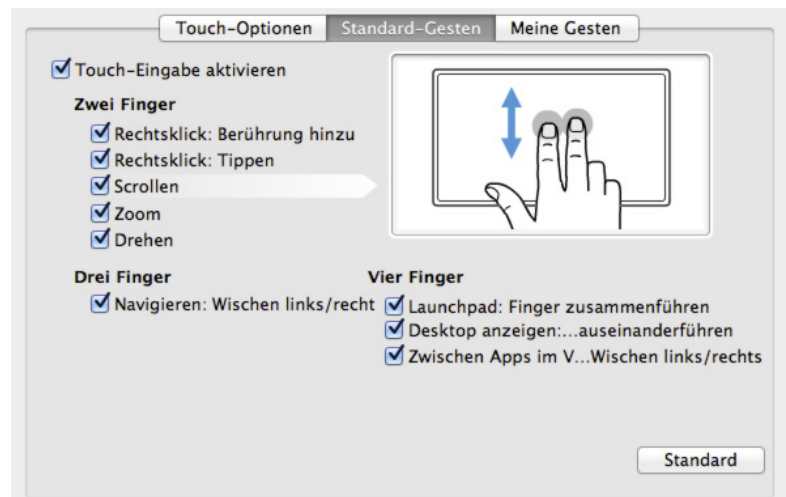 Touch-Optionen
Standard-Gesten
Meine Gesten
Touch-Eingabe aktivieren
Zwei Finger
Rechtsklick: Berührung hinzu
Rechtsklick: Tippen
Scrollen
Zoom
Drehen
Drei Finger
Navigieren: Wischen links/recht
Vier Finger
Launchpad: Finger zusammenführen
Desktop anzeigen:...auseinanderführen
Zwischen Apps im V...Wischen links/rechts
Standard